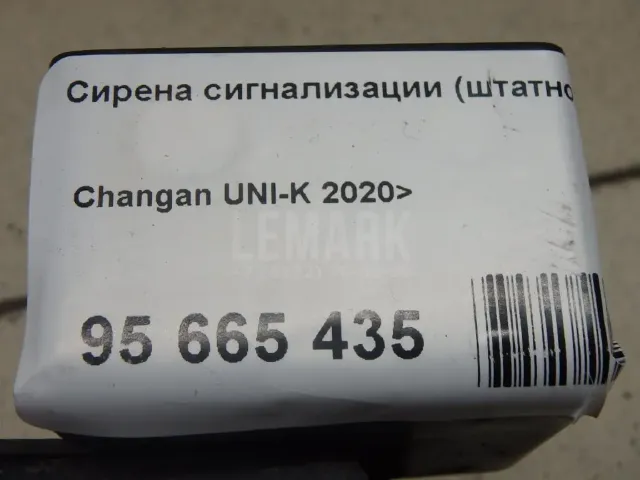 Сирена сигнализации (штатно
Changan UNI-K 2020>
LEMARK
95 665 435